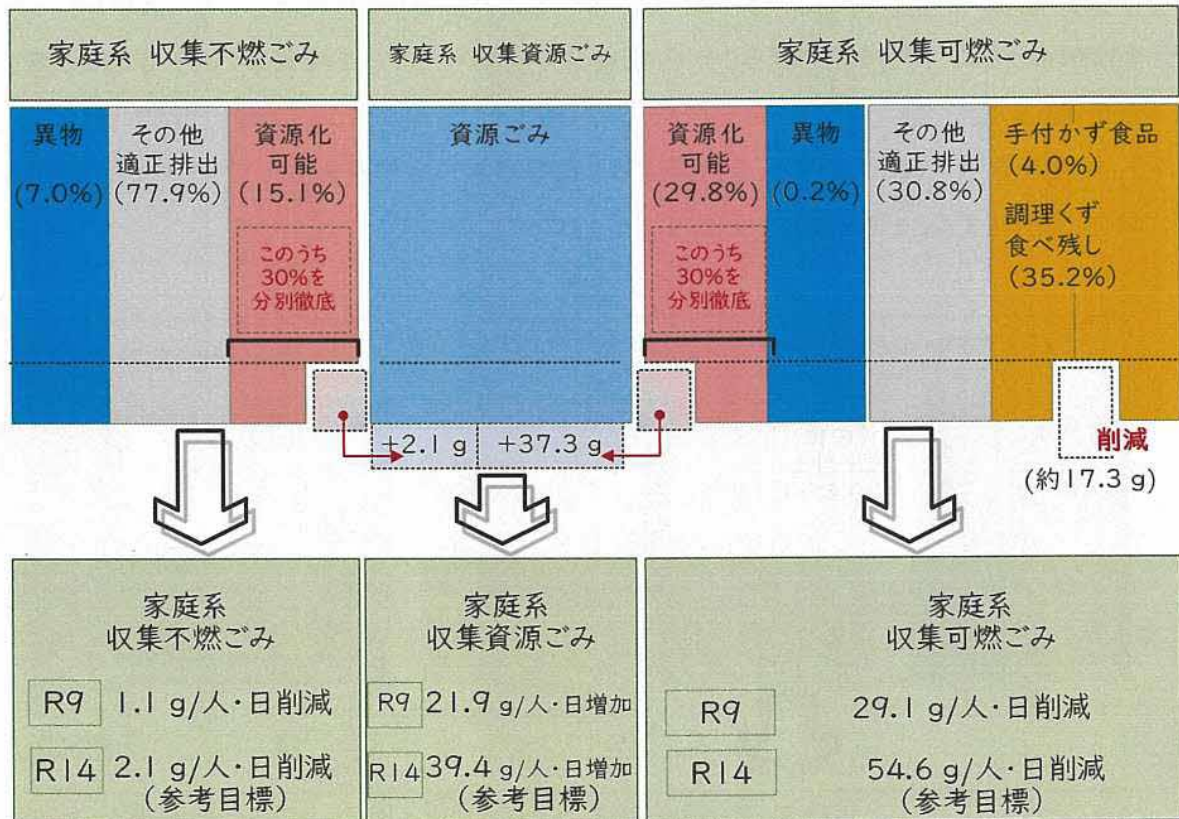 家庭系 収集不燃ごみ
家庭系 収集資源ごみ
家庭系 収集可燃ごみ
異物
(7.0%)
その他
適正排出
(77.9%)
資源化
可能
(15.1%)
このうち
30%を
分別徹底
資源ごみ
資源化
可能
(29.8%)
このうち
30%を
分別徹底
異物
(0.2%)
その他
適正排出
(30.8%)
手付かず食品
(4.0%)
調理くず
食べ残し
(35.2%)
+2.1 g
+37.3 g
削減
(約17.3 g)
家庭系
収集不燃ごみ
R9 1.1 g/人・日削減
R14 2.1 g/人・日削減
(参考目標)
家庭系
収集資源ごみ
R9 21.9 g/人・日増加
R14 39.4 g/人・日増加
(参考目標)
家庭系
収集可燃ごみ
R9 29.1 g/人・日削減
R14 54.6 g/人・日削減
(参考目標)